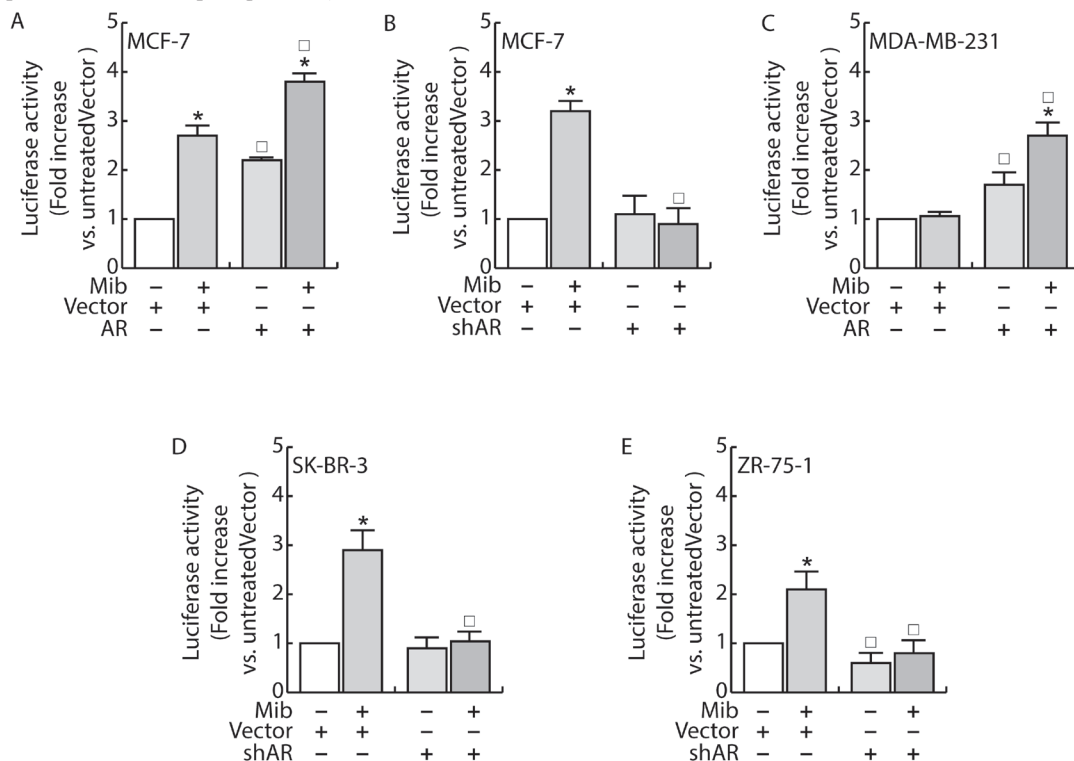 A
MCF-7
Luciferase activity
(Fold increase
vs. untreatedVector )
5
4
3
2
1
0
*
□
□
*
Mib – + – +
Vector + + – –
AR – – + +
B
MCF-7
Luciferase activity
(Fold increase
vs. untreatedVector )
5
4
3
2
1
0
*
□
Mib – + – +
Vector + + – –
shAR – – + +
C
MDA-MB-231
Luciferase activity
(Fold increase
vs. untreatedVector )
5
4
3
2
1
0
□
□
*
Mib – + – +
Vector + + – –
AR – – + +
D
SK-BR-3
Luciferase activity
(Fold increase
vs. untreatedVector )
5
4
3
2
1
0
*
□
Mib – + – +
Vector + + – –
shAR – – + +
E
ZR-75-1
Luciferase activity
(Fold increase
vs. untreatedVector )
5
4
3
2
1
0
*
□
□
Mib – + – +
Vector + + – –
shAR – – + +